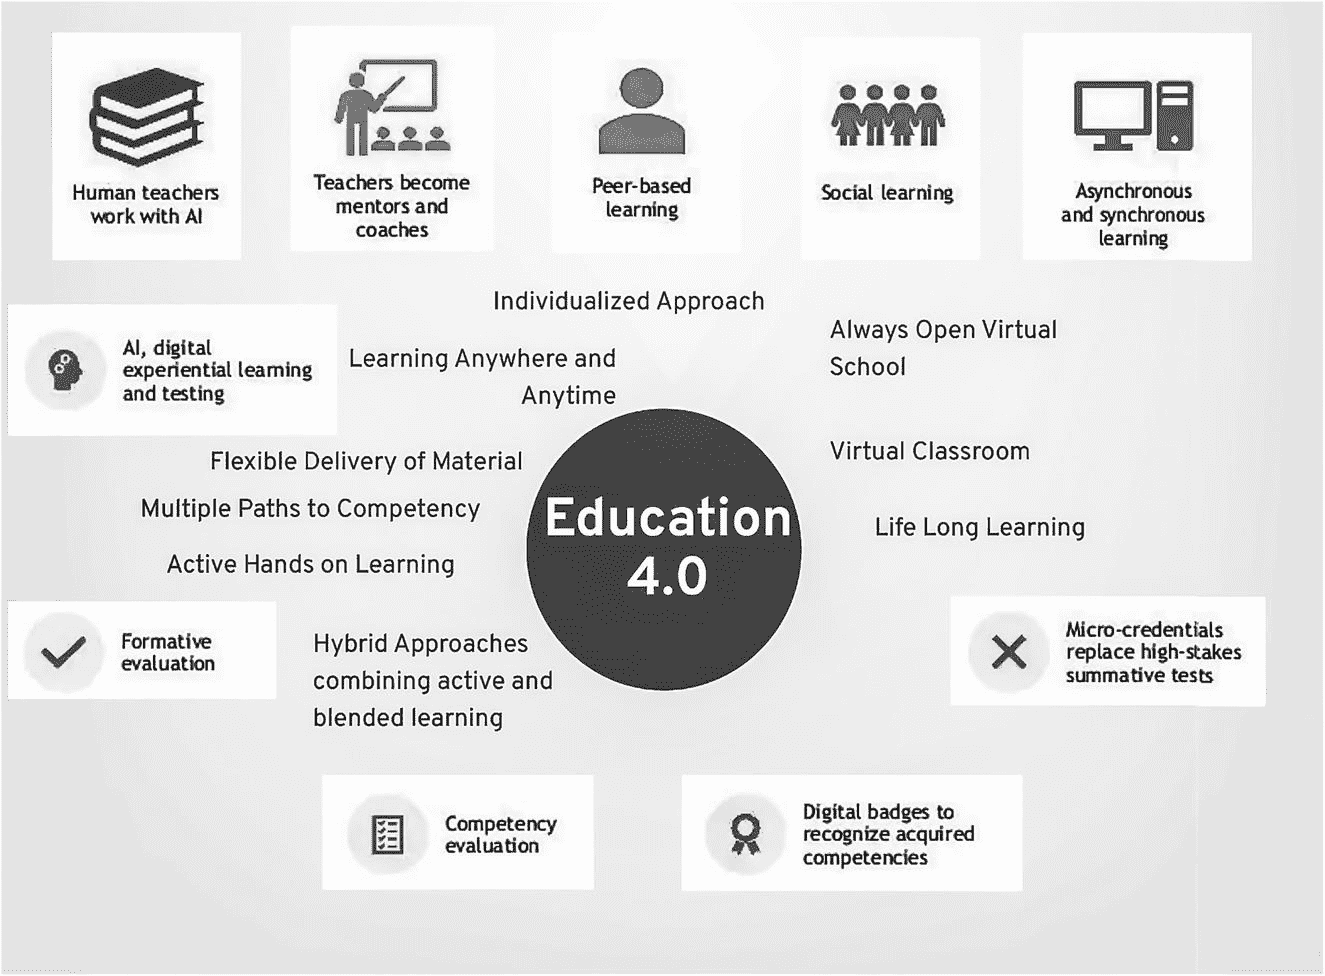 Human teachers
work with AI
Teachers become
mentors and
coaches
Peer-based
learning
Social learning
Asynchronous
and synchronous
learning
Individualized Approach
Always Open Virtual
School
AI, digital
experiential learning
and testing
Learning Anywhere and
Anytime
Flexible Delivery of Material
Virtual Classroom
Multiple Paths to Competency
Education
4.0
Life Long Learning
Active Hands on Learning
Formative
evaluation
Hybrid Approaches
combining active and
blended learning
Micro-credentials
replace high-stakes
summative tests
Competency
evaluation
Digital badges to
recognize acquired
competencies